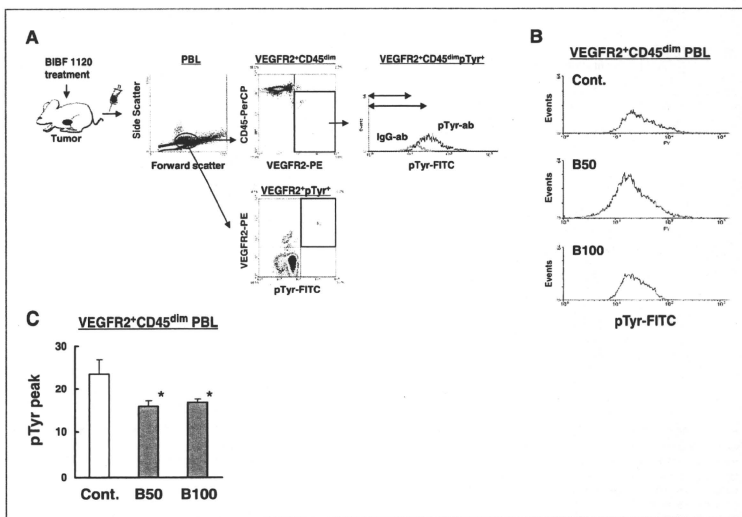 A
BIBF 1120
treatment
Tumor
PBL
Side Scatter
Forward scatter
VEGFR2⁺CD45ᵈⁱᵐ
CD45-PerCP
VEGFR2-PE
VEGFR2⁺CD45ᵈⁱᵐpTyr⁺
Events
IgG-ab
pTyr-ab
pTyr-FITC
VEGFR2⁺pTyr⁺
VEGFR2-PE
pTyr-FITC
B
VEGFR2⁺CD45ᵈⁱᵐ PBL
Cont.
Events
B50
Events
B100
Events
pTyr-FITC
C
VEGFR2⁺CD45ᵈⁱᵐ PBL
pTyr peak
30
20
10
0
* *
Cont. B50 B100